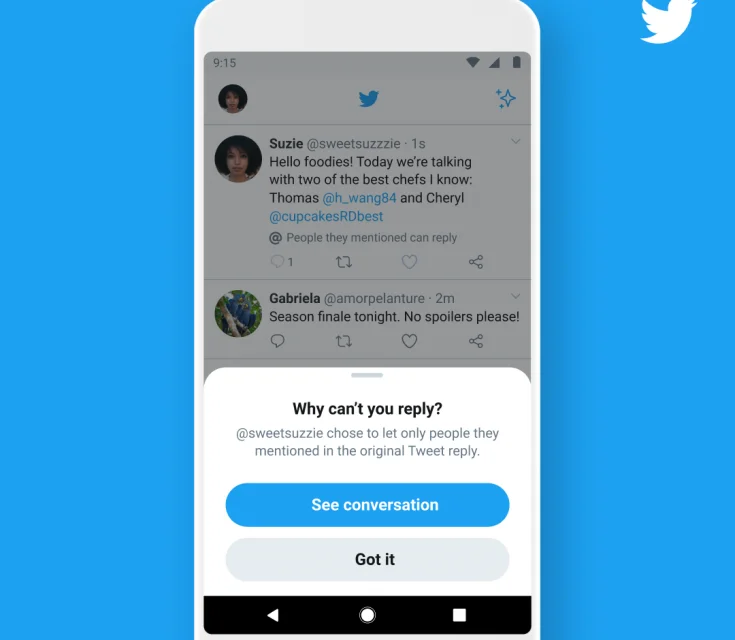 9:15
Suzie @sweetsuzzzie · 1s
Hello foodies! Today we're talking
with two of the best chefs I know:
Thomas @h_wang84 and Cheryl
@cupcakesRDbest
@ People they mentioned can reply
1
Gabriela @amorpelanture · 2m
Season finale tonight. No spoilers please!
Why can't you reply?
@sweetsuzzie chose to let only people they
mentioned in the original Tweet reply.
See conversation
Got it